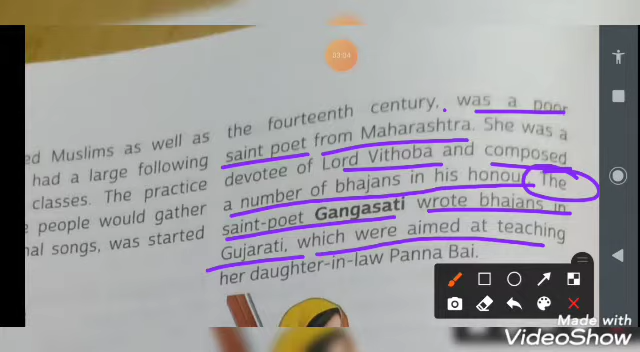 03:04
ed Muslims as well as
had a large following
classes. The practice
people would gather
nal songs, was started
the fourteenth century, was a poor
saint poet from Maharashtra. She was a
devotee of Lord Vithoba and composed
a number of bhajans in his honou The
saint-poet Gangasati wrote bhajans in
Gujarati, which were aimed at teaching
her daughter-in-law Panna Bai.
Made with
VideoShow